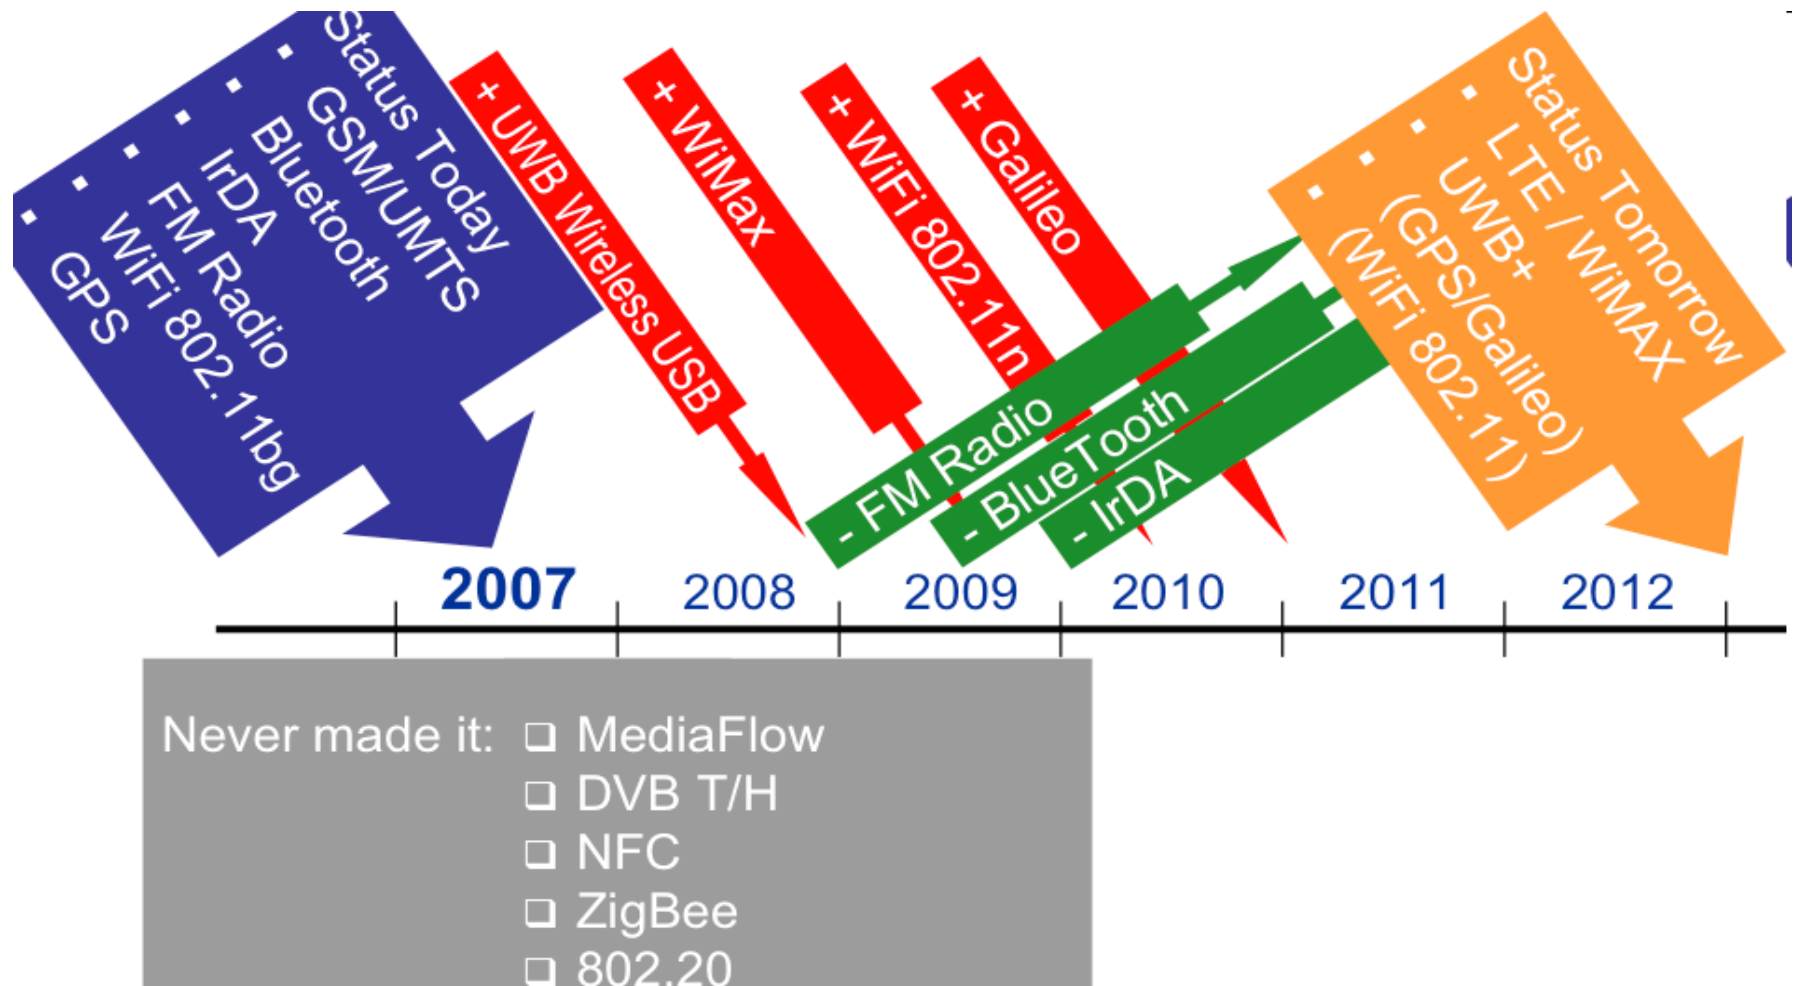 Status Today
▪ GSM/UMTS
▪ Bluetooth
▪ IrDA
▪ FM Radio
▪ WiFi 802.11bg
▪ GPS
+ UWB Wireless USB
+ WiMax
+ WiFi 802.11n
+ Galileo
- FM Radio
- BlueTooth
- IrDA
Status Tomorrow
▪ LTE / WiMAX
▪ UWB+
▪ (GPS/Galileo)
▪ (WiFi 802.11)
2007 2008 2009 2010 2011 2012
Never made it: ❑ MediaFlow
❑ DVB T/H
❑ NFC
❑ ZigBee
❑ 802.20